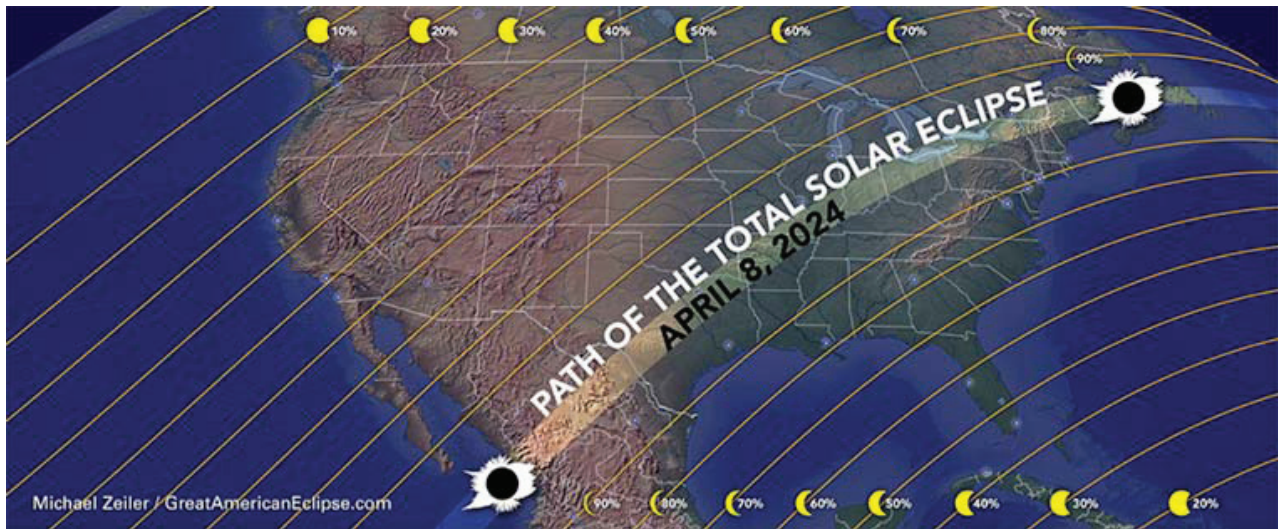 10% 20% 30% 40% 50% 60% 70% 80%
90%
PATH OF THE TOTAL SOLAR ECLIPSE
APRIL 8, 2024
Michael Zeiler / GreatAmericanEclipse.com
90% 80% 70% 60% 50% 40% 30% 20%